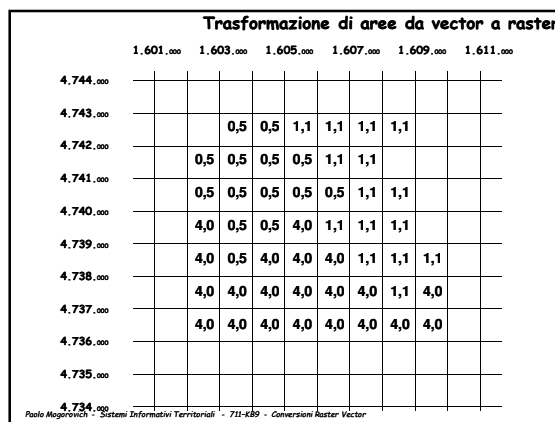 Trasformazione di aree da vector a raster
1.601.000 1.603.000 1.605.000 1.607.000 1.609.000 1.611.000
4.744.000
4.743.000
0,5 0,5 1,1 1,1 1,1 1,1
4.742.000
0,5 0,5 0,5 0,5 1,1 1,1
4.741.000
0,5 0,5 0,5 0,5 0,5 1,1 1,1
4.740.000
4,0 0,5 0,5 4,0 1,1 1,1 1,1
4.739.000
4,0 0,5 4,0 4,0 4,0 1,1 1,1 1,1
4.738.000
4,0 4,0 4,0 4,0 4,0 4,0 1,1 4,0
4.737.000
4,0 4,0 4,0 4,0 4,0 4,0 4,0 4,0
4.736.000
4.735.000
4.734.000
Paolo Mogorovich - Sistemi Informativi Territoriali - 711-KB9 - Conversioni Raster Vector